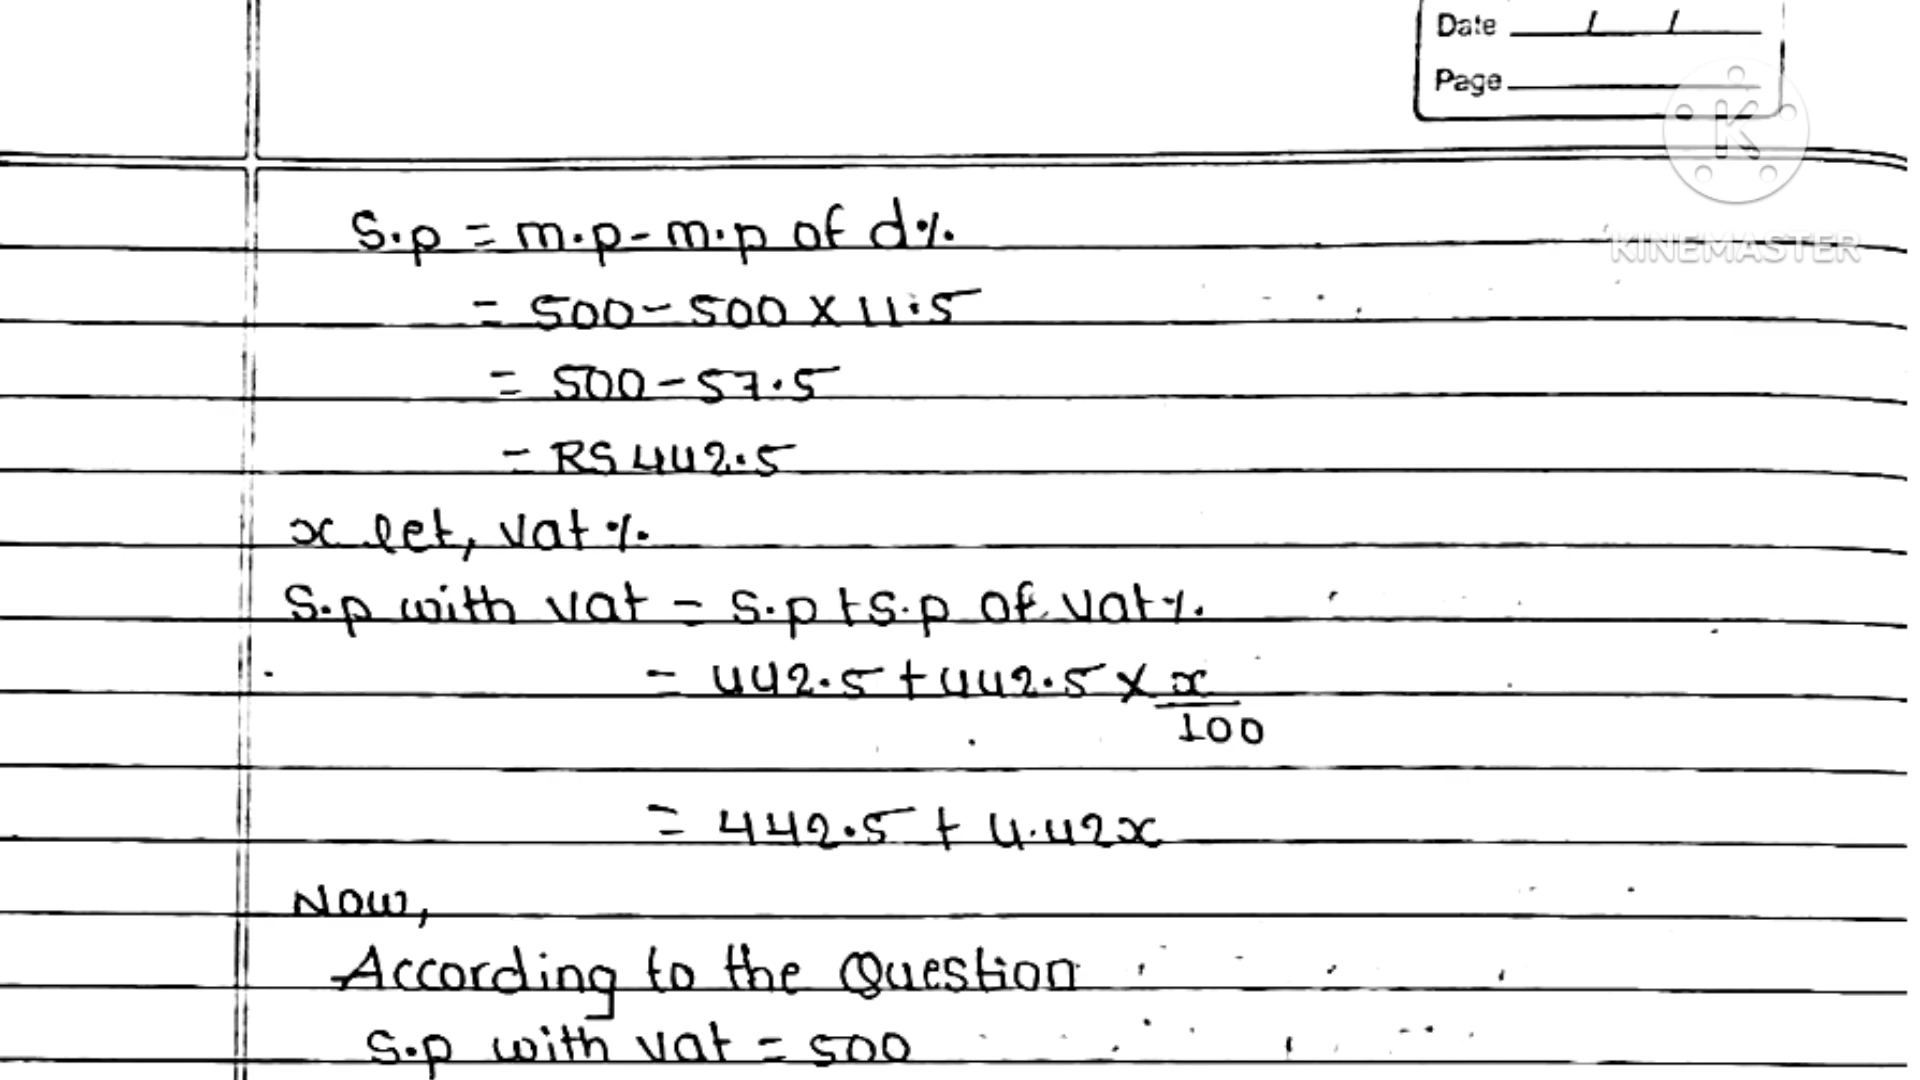 Date / /
Page
KINEMASTER
S.p = m.p - m.p of d%
= 500 - 500 x 11.5
= 500 - 57.5
= RS 442.5
x let, vat %
S.p with vat = s.p + s.p of vat%
= 442.5 + 442.5 x x
100
= 442.5 + 4.42x
Now,
According to the Question
S.p with vat = 500